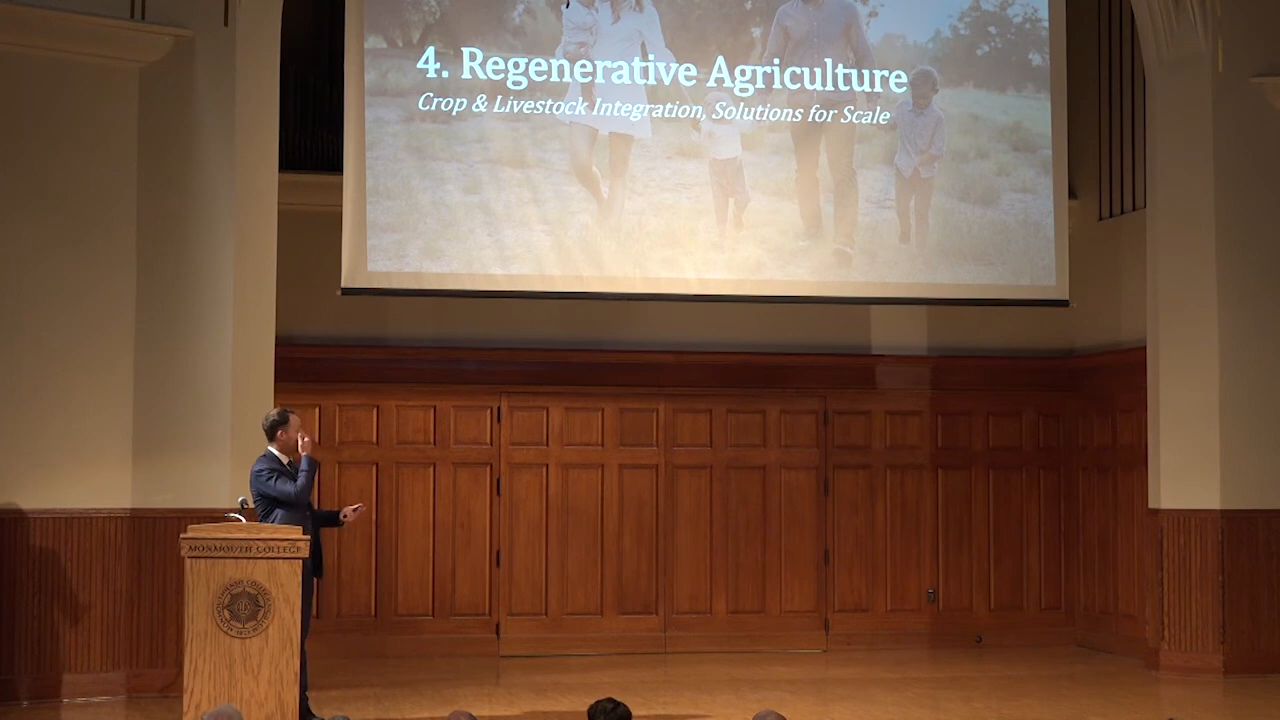 4. Regenerative Agriculture
Crop & Livestock Integration, Solutions for Scale
MONMOUTH COLLEGE